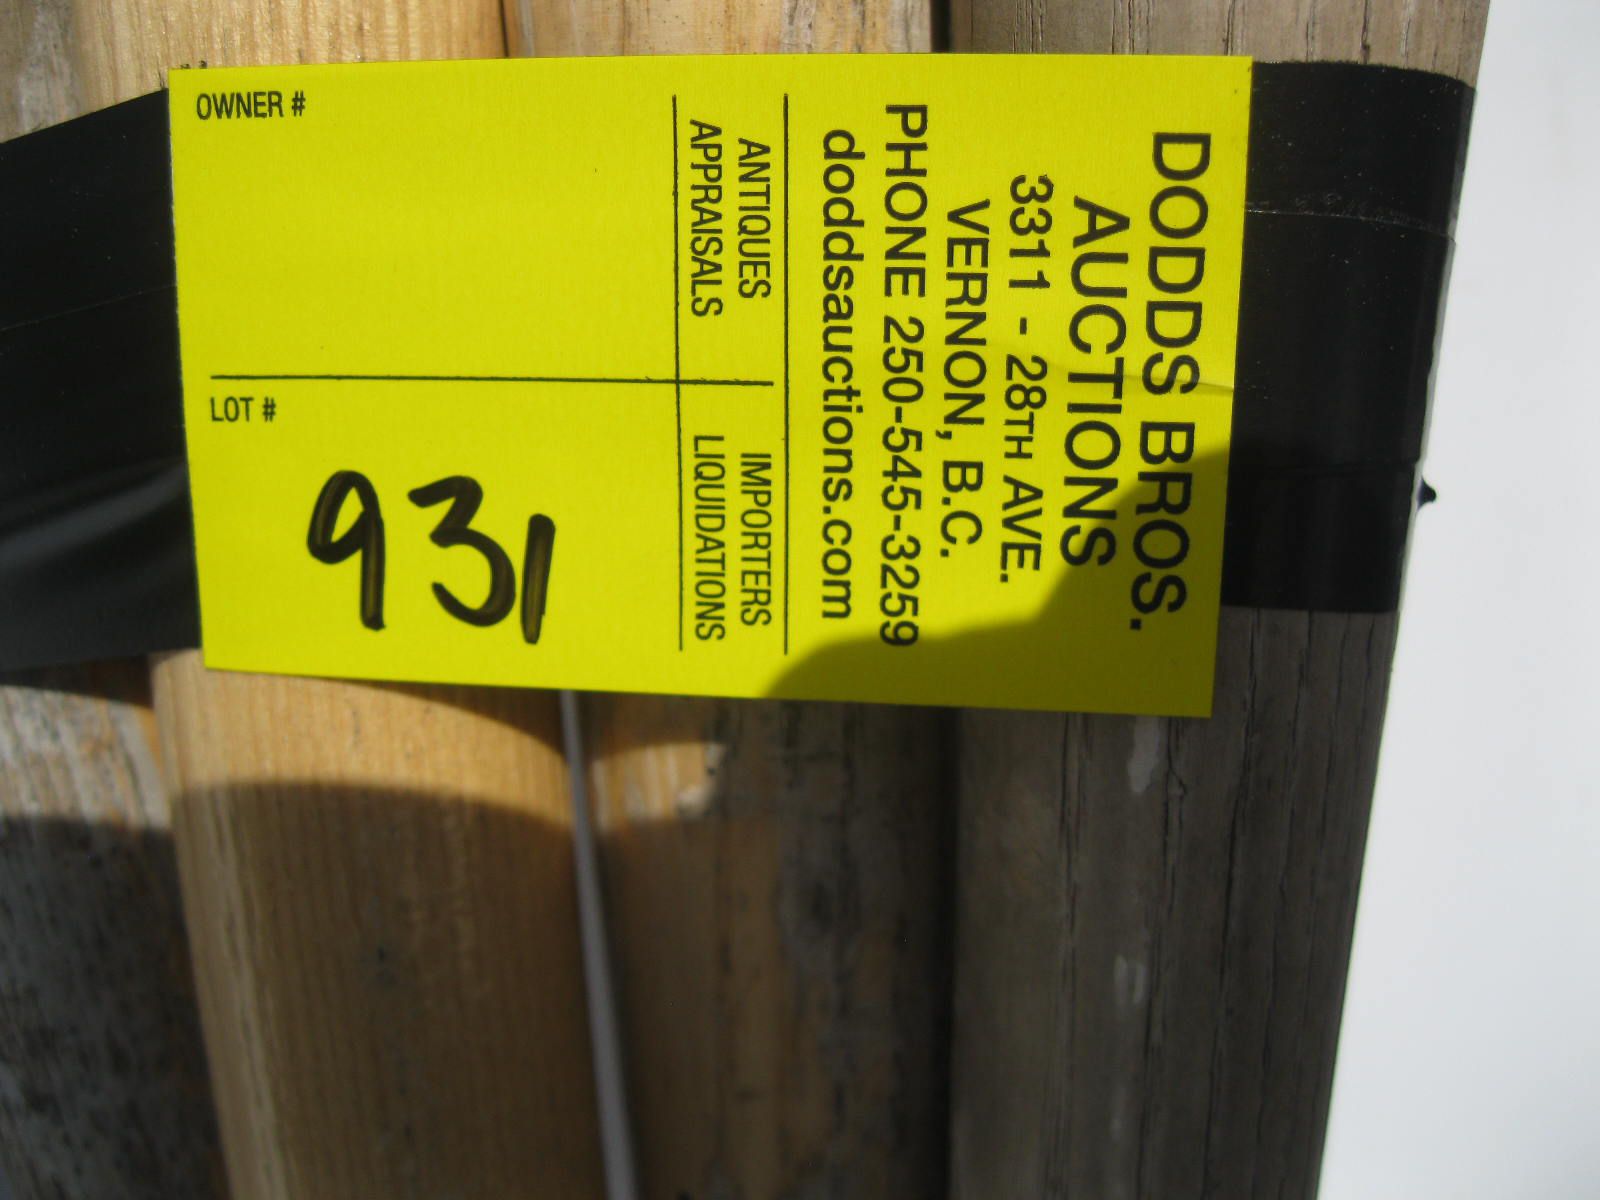 DODDS BROS.
AUCTIONS
3311 - 28TH AVE.
VERNON, B.C.
PHONE 250-545-3259
doddsauctions.com
ANTIQUES
APPRAISALS
IMPORTERS
LIQUIDATIONS
OWNER #
LOT #
931